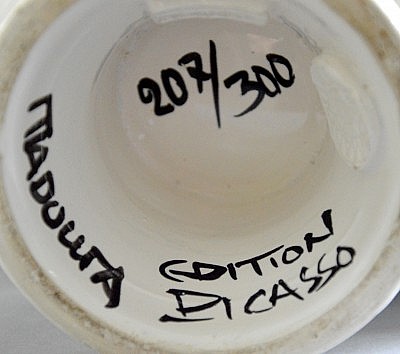 207/300
MADOURA
EDITION
PICASSO